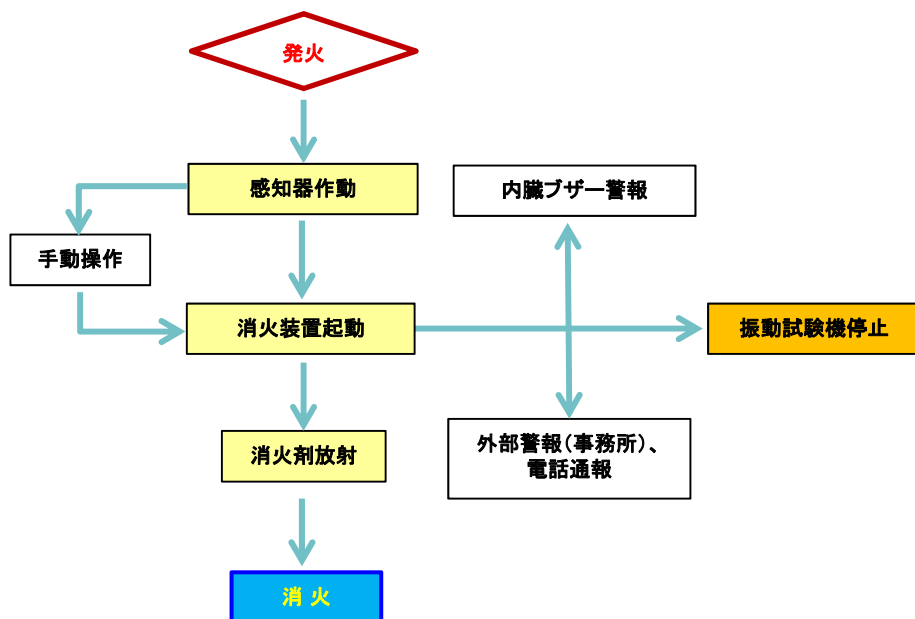 発火
感知器作動
内臓ブザー警報
手動操作
消火装置起動
振動試験機停止
消火剤放射
外部警報(事務所)、
電話通報
消 火